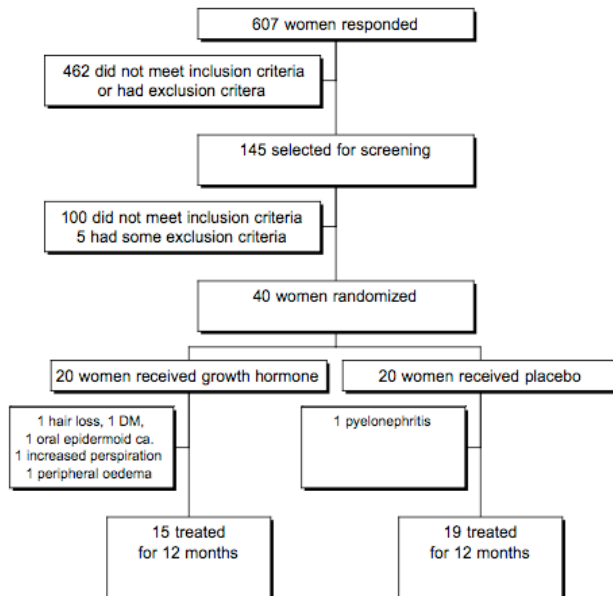 607 women responded
462 did not meet inclusion criteria
or had exclusion critera
145 selected for screening
100 did not meet inclusion criteria
5 had some exclusion criteria
40 women randomized
20 women received growth hormone
20 women received placebo
1 hair loss, 1 DM,
1 oral epidermoid ca.
1 increased perspiration
1 peripheral oedema
1 pyelonephritis
15 treated
for 12 months
19 treated
for 12 months